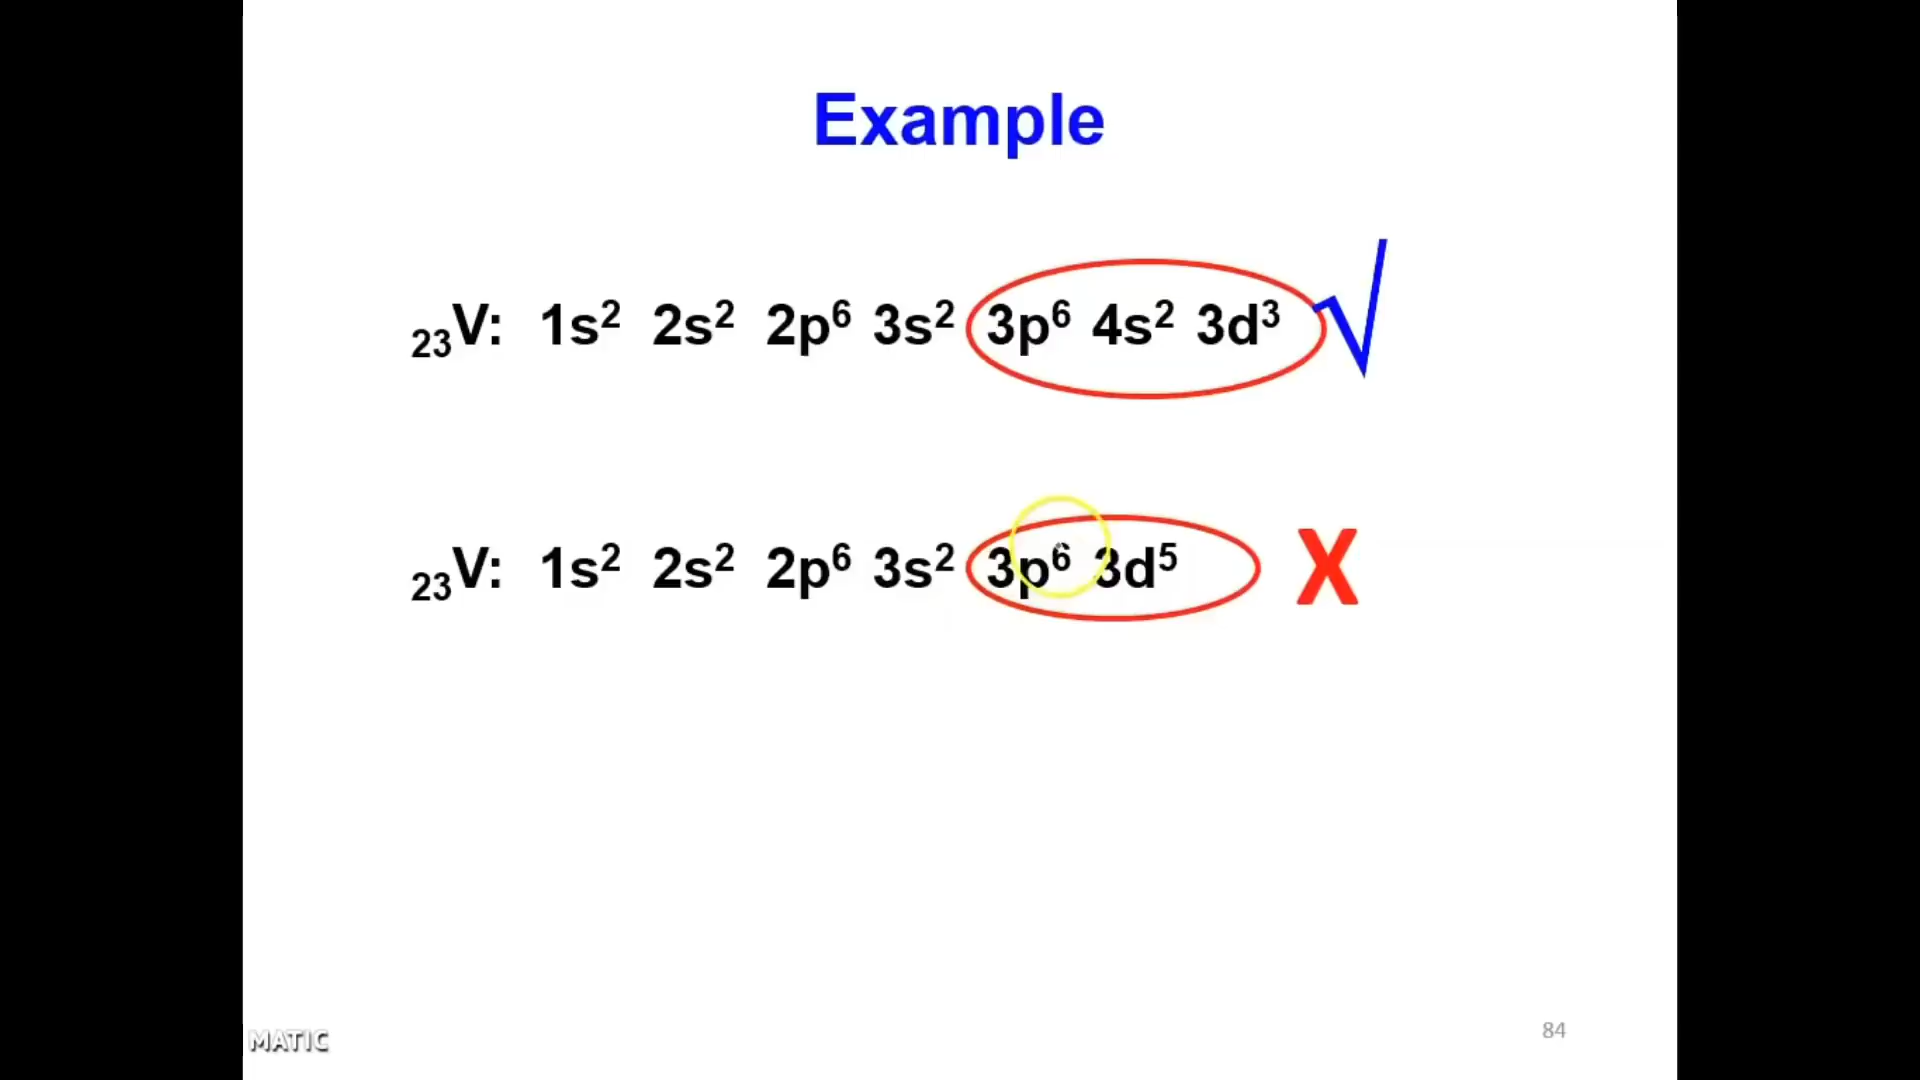 Example
₂₃V: 1s² 2s² 2p⁶ 3s² 3p⁶ 4s² 3d³ √
₂₃V: 1s² 2s² 2p⁶ 3s² 3p⁶ 3d⁵ X
MATIC
84